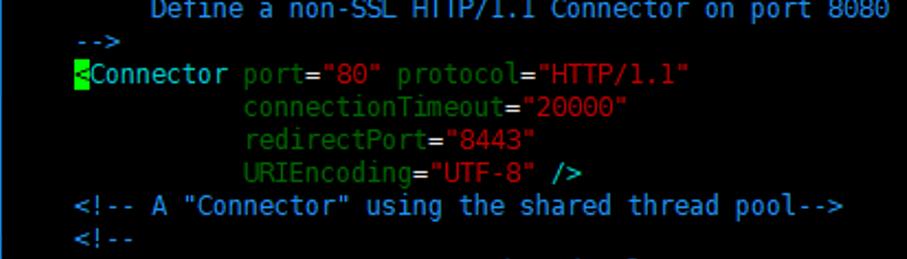 Define a non-SSL HTTP/1.1 Connector on port 8080
-->
<Connector port="80" protocol="HTTP/1.1"
connectionTimeout="20000"
redirectPort="8443"
URIEncoding="UTF-8" />
<!-- A "Connector" using the shared thread pool-->
<!--